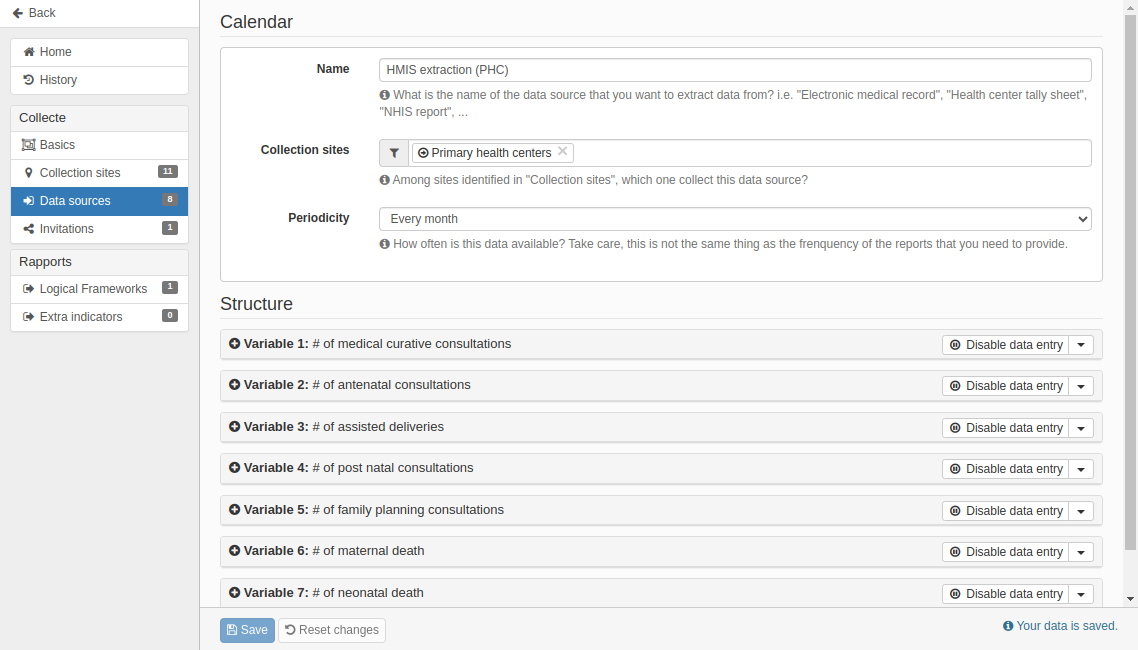 Back
Home
History
Collecte
Basics
Collection sites 11
Data sources 8
Invitations 1
Rapports
Logical Frameworks 1
Extra indicators 0
Calendar
Name HMIS extraction (PHC)
What is the name of the data source that you want to extract data from? i.e. "Electronic medical record", "Health center tally sheet",
"NHIS report", ...
Collection sites Primary health centers
Among sites identified in "Collection sites", which one collect this data source?
Periodicity Every month
How often is this data available? Take care, this is not the same thing as the frenquency of the reports that you need to provide.
Structure
Variable 1: # of medical curative consultations Disable data entry
Variable 2: # of antenatal consultations Disable data entry
Variable 3: # of assisted deliveries Disable data entry
Variable 4: # of post natal consultations Disable data entry
Variable 5: # of family planning consultations Disable data entry
Variable 6: # of maternal death Disable data entry
Variable 7: # of neonatal death Disable data entry
Save Reset changes Your data is saved.